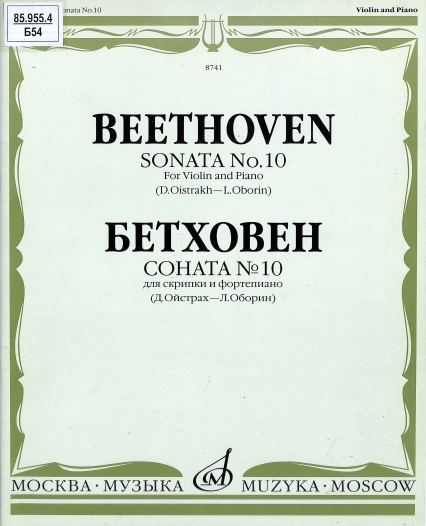 85.955.4
Б54
onata No.10
Violin and Piano
8741
BEETHOVEN
SONATA No.10
For Violin and Piano
(D.Oistrakh—L.Oborin)
БЕТХОВЕН
СОНАТА №10
для скрипки и фортепиано
(Д.Ойстрах—Л.Оборин)
МОСКВА · МУЗЫКА
MUZYKA · MOSCOW